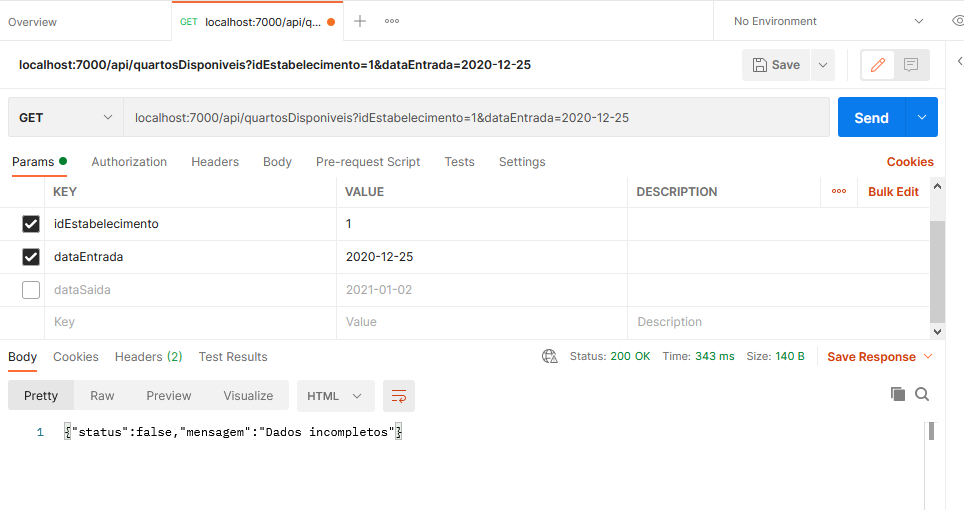 Overview
GET localhost:7000/api/q...
No Environment
localhost:7000/api/quartosDisponiveis?idEstabelecimento=1&dataEntrada=2020-12-25
Save
GET
localhost:7000/api/quartosDisponiveis?idEstabelecimento=1&dataEntrada=2020-12-25
Send
Params Authorization Headers Body Pre-request Script Tests Settings Cookies
KEY VALUE DESCRIPTION Bulk Edit
idEstabelecimento 1
dataEntrada 2020-12-25
dataSaida 2021-01-02
Key Value Description
Body Cookies Headers (2) Test Results Status: 200 OK Time: 343 ms Size: 140 B Save Response
Pretty Raw Preview Visualize HTML
1 {"status":false,"mensagem":"Dados incompletos"}